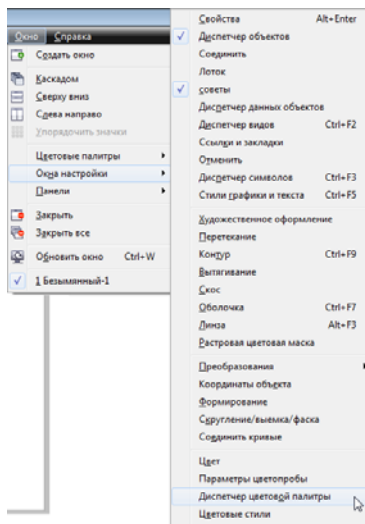 Окно Справка
Создать окно
Каскадом
Сверху вниз
Слева направо
Упорядочить значки
Цветовые палитры
Окна настройки
Панели
Закрыть
Закрыть все
Обновить окно Ctrl+W
1 Безымянный-1
Свойства Alt+Enter
Диспетчер объектов
Соединить
Лоток
советы
Диспетчер данных объектов
Диспетчер видов Ctrl+F2
Ссылки и закладки
Отменить
Диспетчер символов Ctrl+F3
Стили графики и текста Ctrl+F5
Художественное оформление
Перетекание
Контур Ctrl+F9
Вытягивание
Скос
Оболочка Ctrl+F7
Линза Alt+F3
Растровая цветовая маска
Преобразования
Координаты объекта
Формирование
Скругление/выемка/фаска
Соединить кривые
Цвет
Параметры цветопробы
Диспетчер цветовой палитры
Цветовые стили